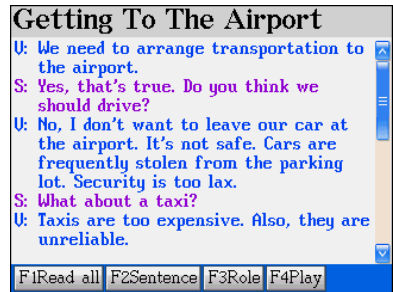 Getting To The Airport
V: We need to arrange transportation to
the airport.
S: Yes, that's true. Do you think we
should drive?
V: No, I don't want to leave our car at
the airport. It's not safe. Cars are
frequently stolen from the parking
lot. Security is too lax.
S: What about a taxi?
V: Taxis are too expensive. Also, they are
unreliable.
F1Read all F2Sentence F3Role F4Play